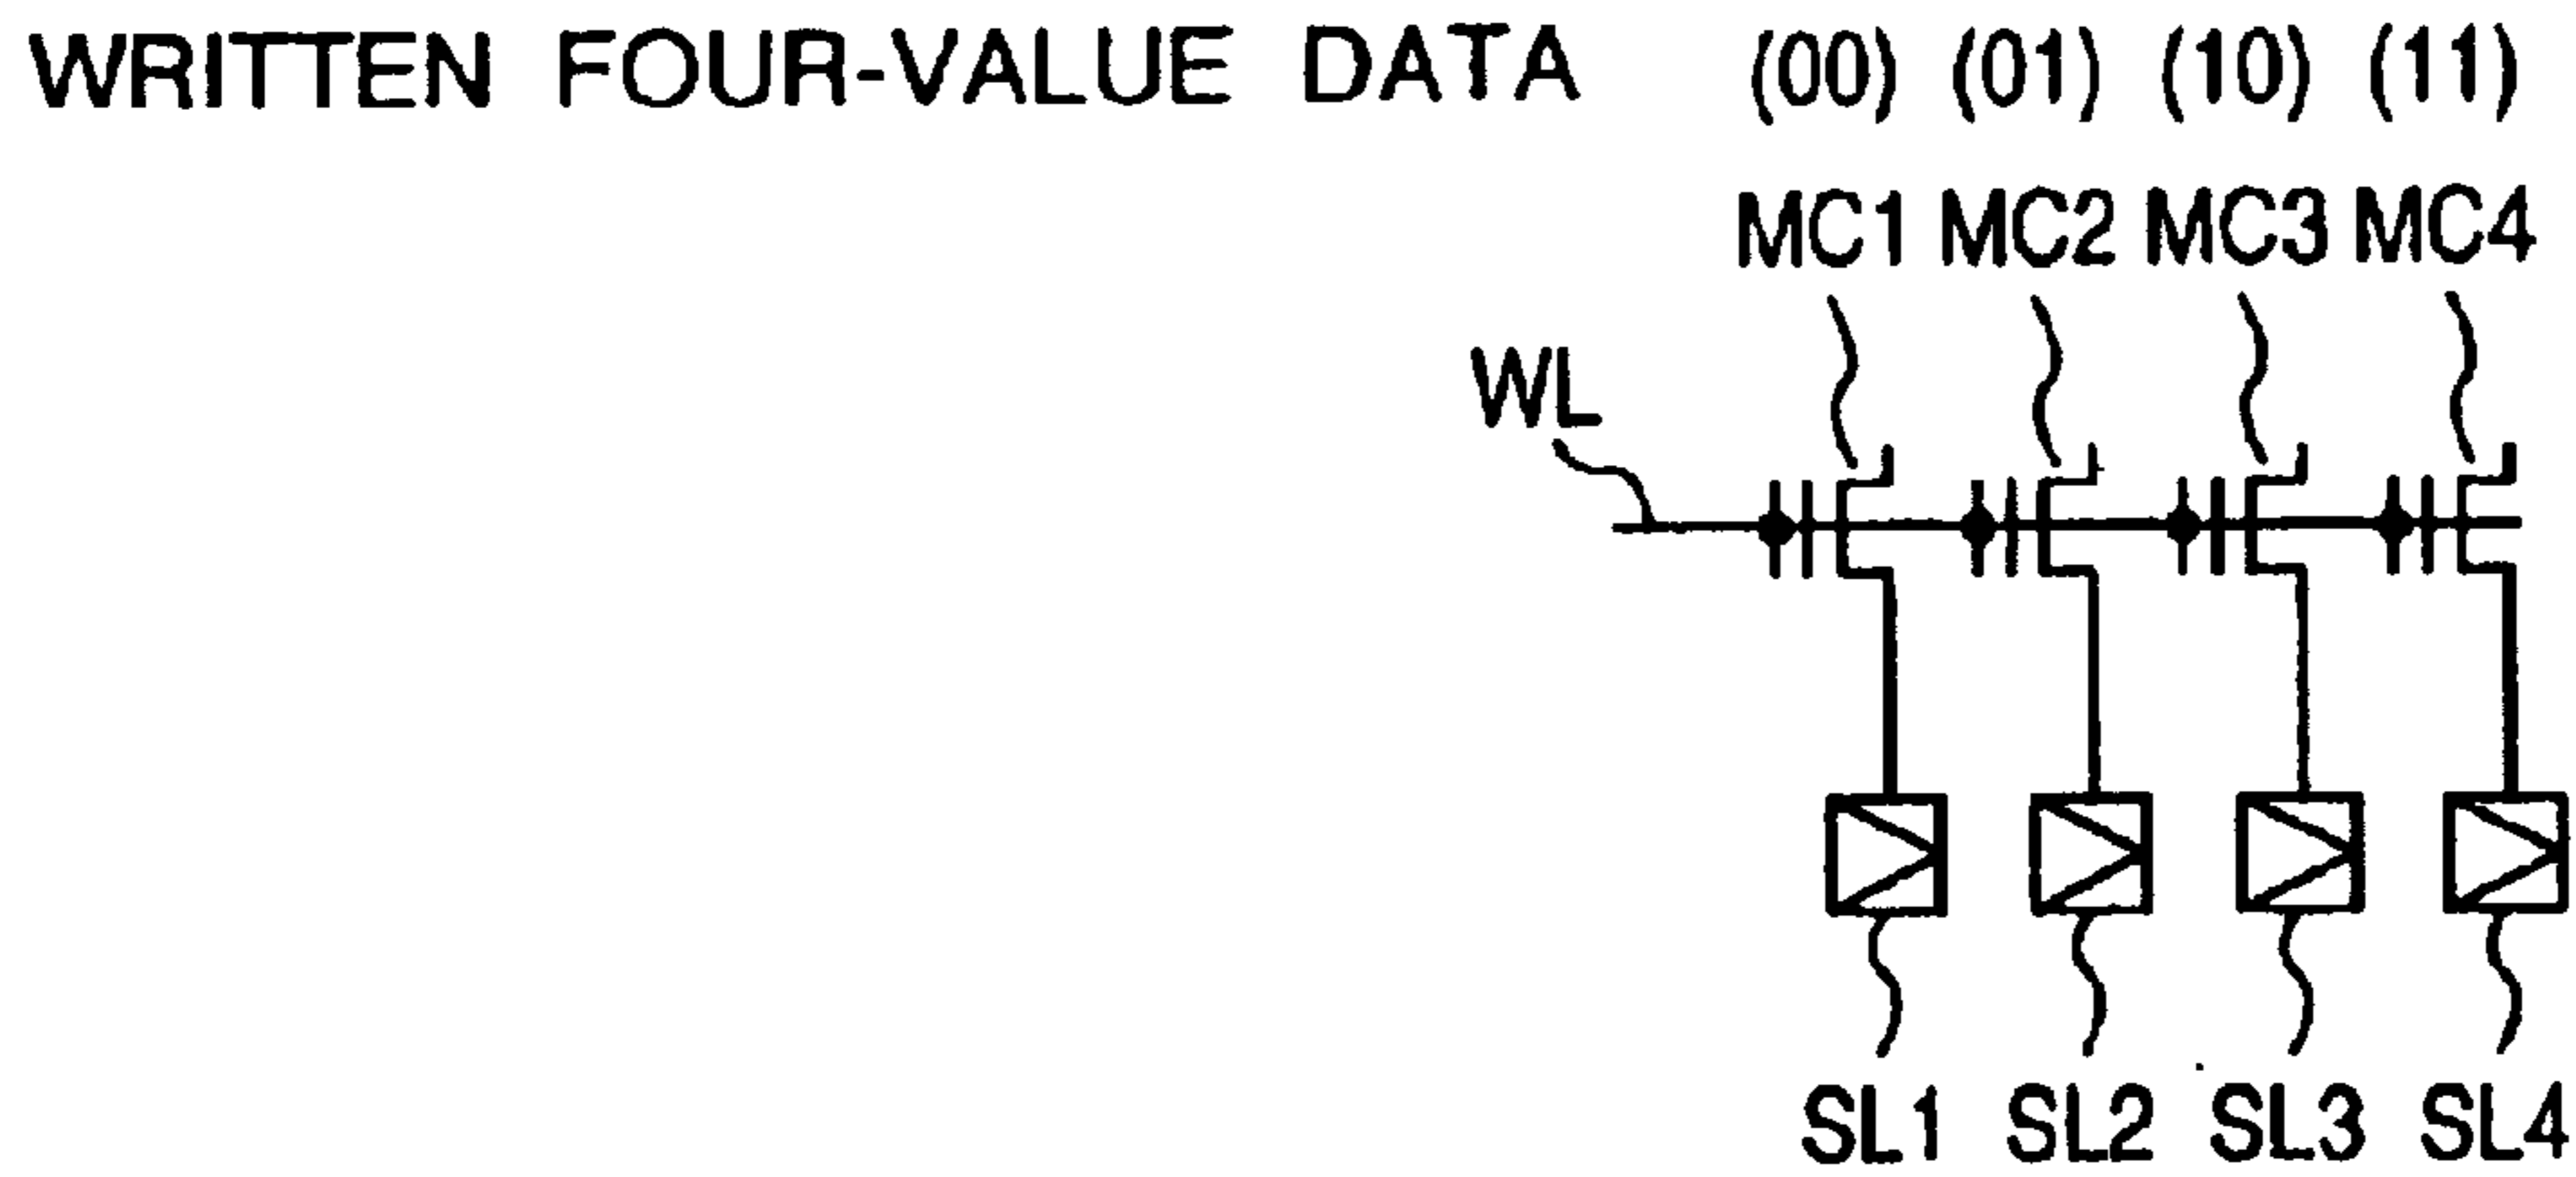 WRITTEN FOUR-VALUE DATA (00) (01) (10) (11)
MC1 MC2 MC3 MC4
WL
SL1 SL2 SL3 SL4